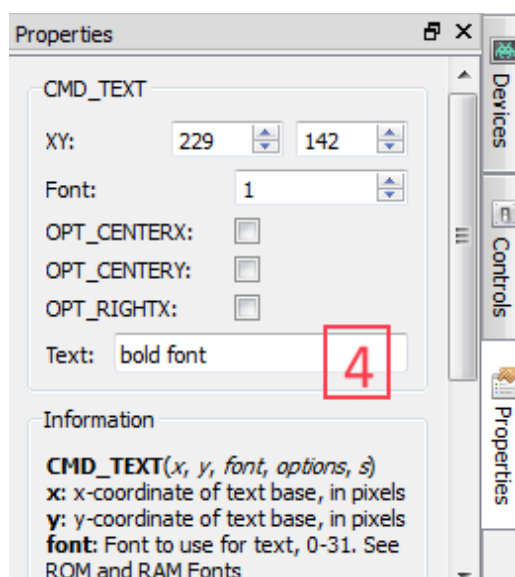 Properties
CMD_TEXT
XY: 229 142
Font: 1
OPT_CENTERX:
OPT_CENTERY:
OPT_RIGHTX:
Text: bold font
4
Information
CMD_TEXT(x, y, font, options, s)
x: x-coordinate of text base, in pixels
y: y-coordinate of text base, in pixels
font: Font to use for text, 0-31. See
ROM and RAM Fonts
Devices
Controls
Properties